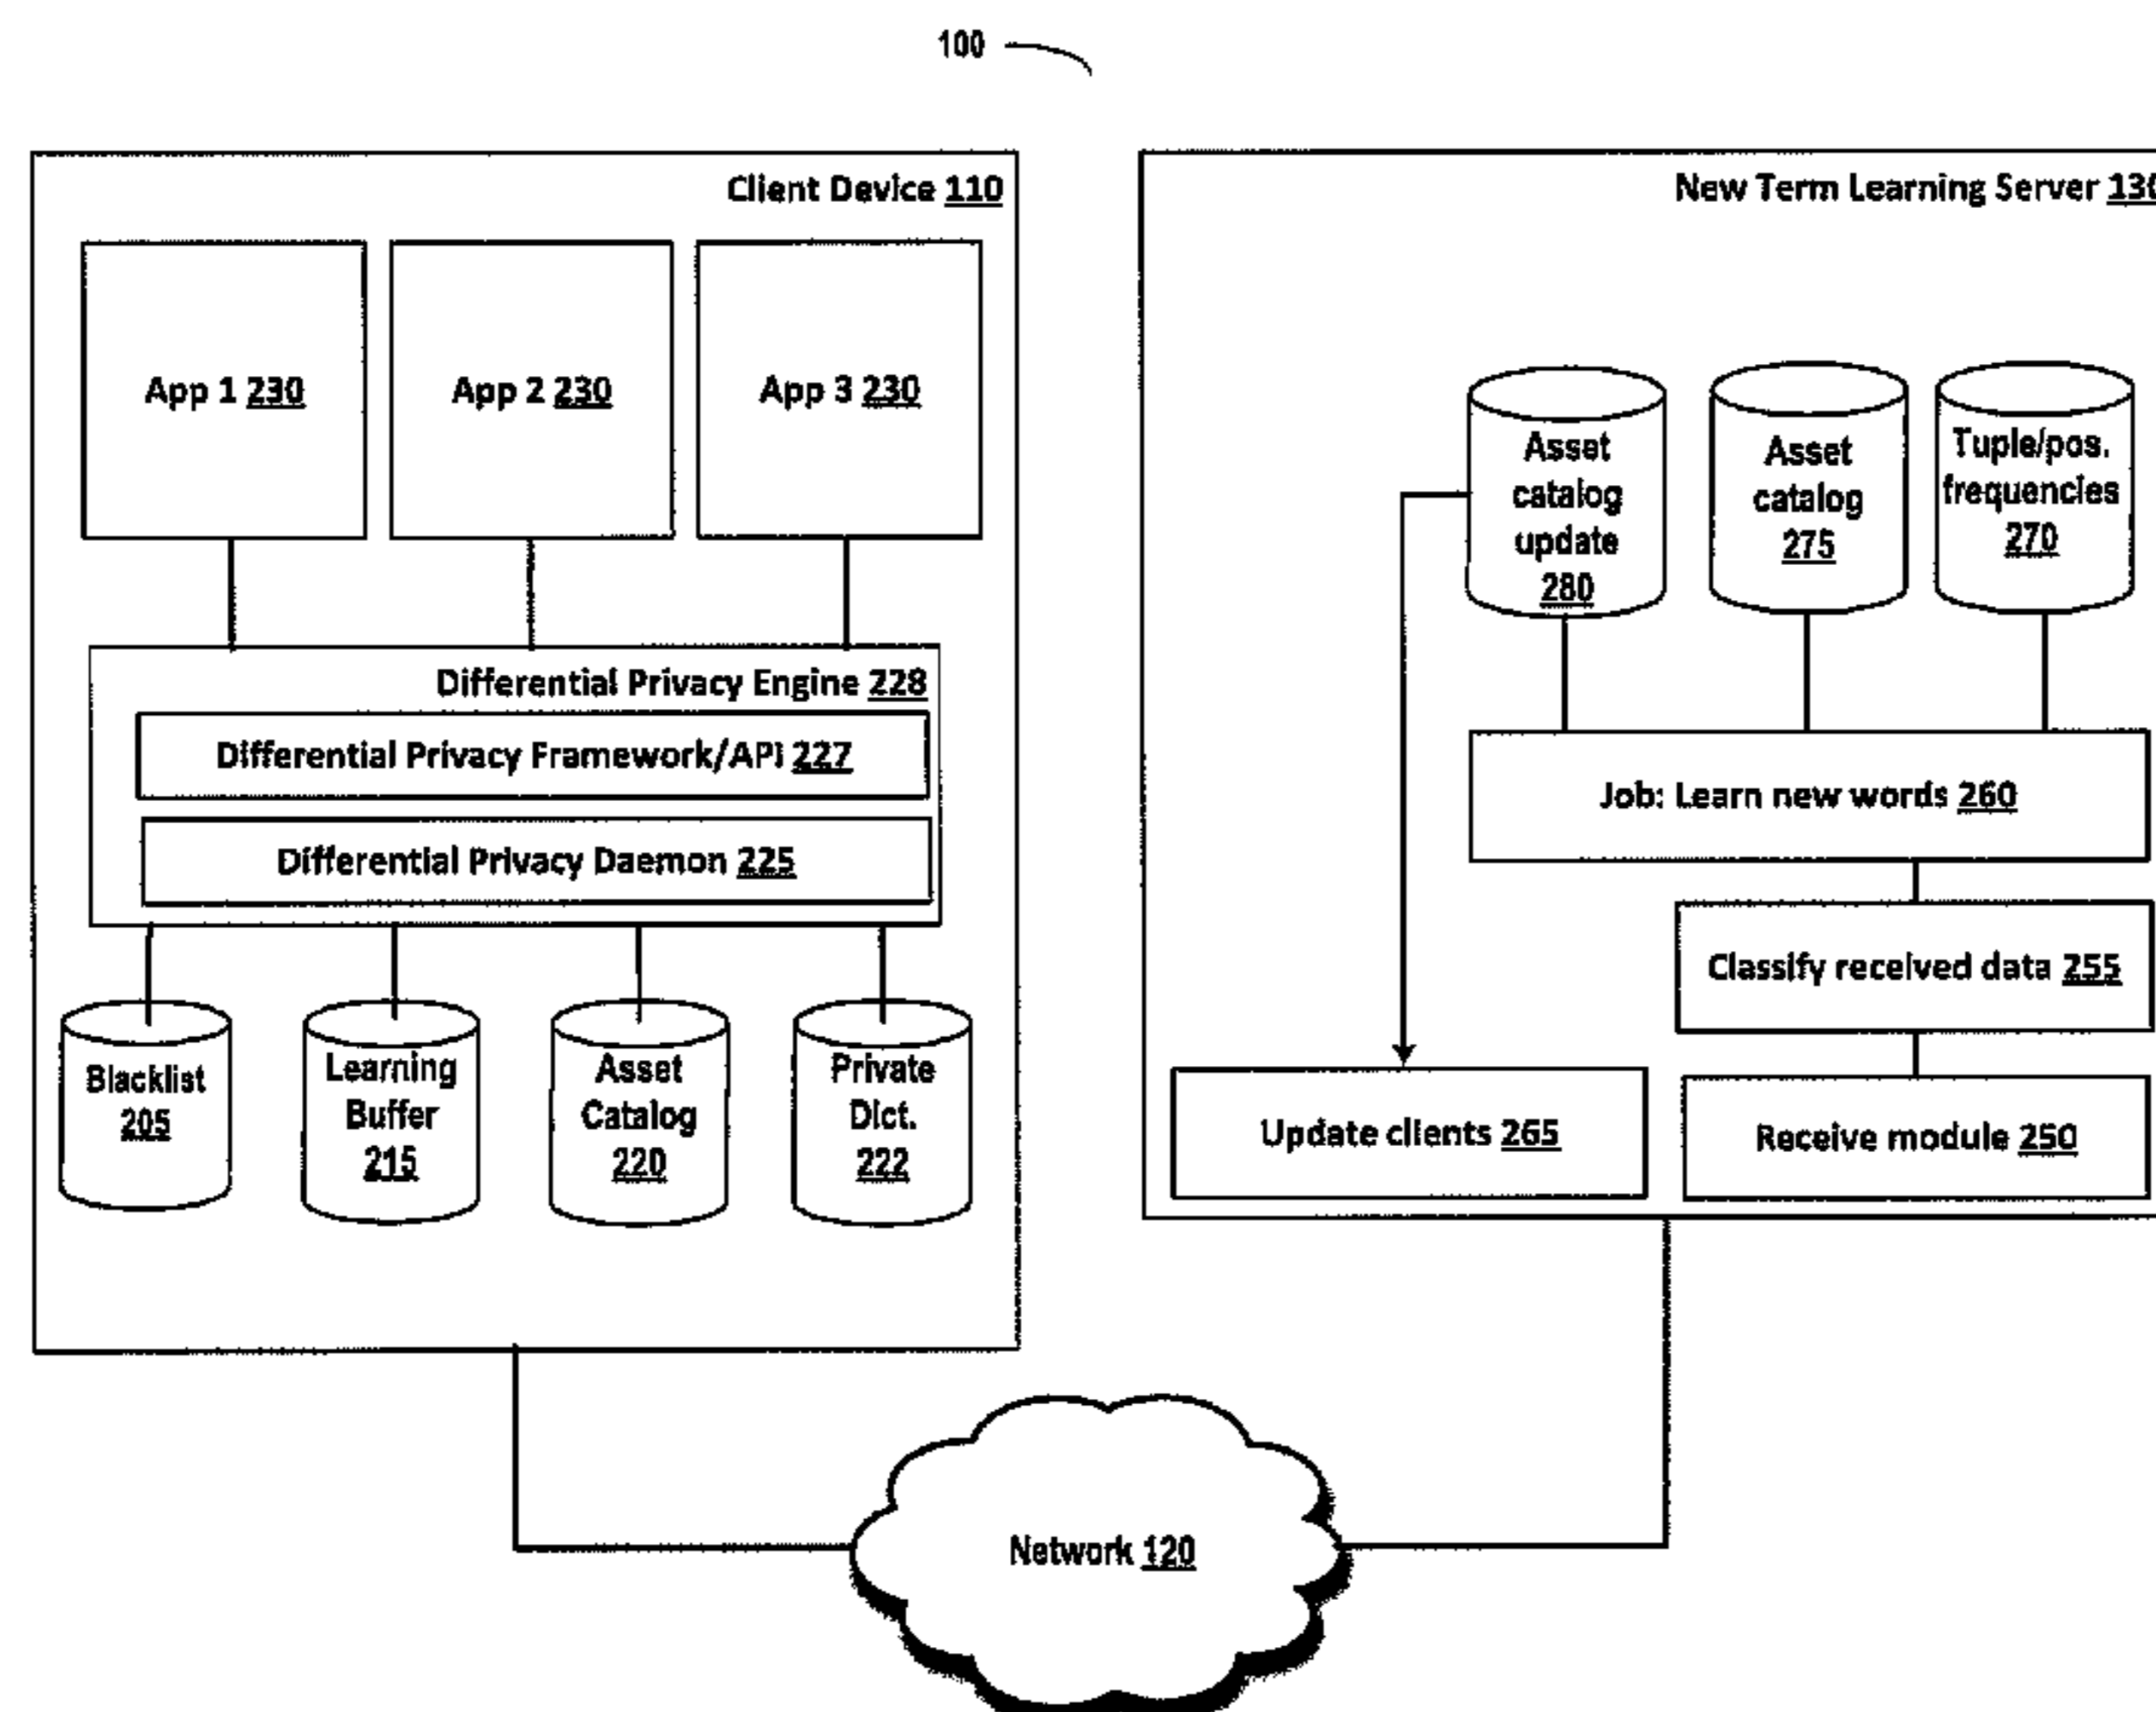 100
Client Device 110
App 1 230
App 2 230
App 3 230
Differential Privacy Engine 228
Differential Privacy Framework/API 227
Differential Privacy Daemon 225
Blacklist
205
Learning
Buffer
215
Asset
Catalog
220
Private
Dict.
222
New Term Learning Server 130
Asset
catalog
update
280
Asset
catalog
275
Tuple/pos.
frequencies
270
Job: Learn new words 260
Classify received data 255
Update clients 265
Receive module 250
Network 120